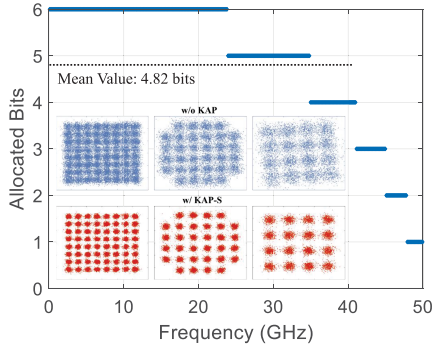 6
5
4
3
2
1
0
Allocated Bits
Mean Value: 4.82 bits
w/o KAP
w/ KAP-S
0 10 20 30 40 50
Frequency (GHz)